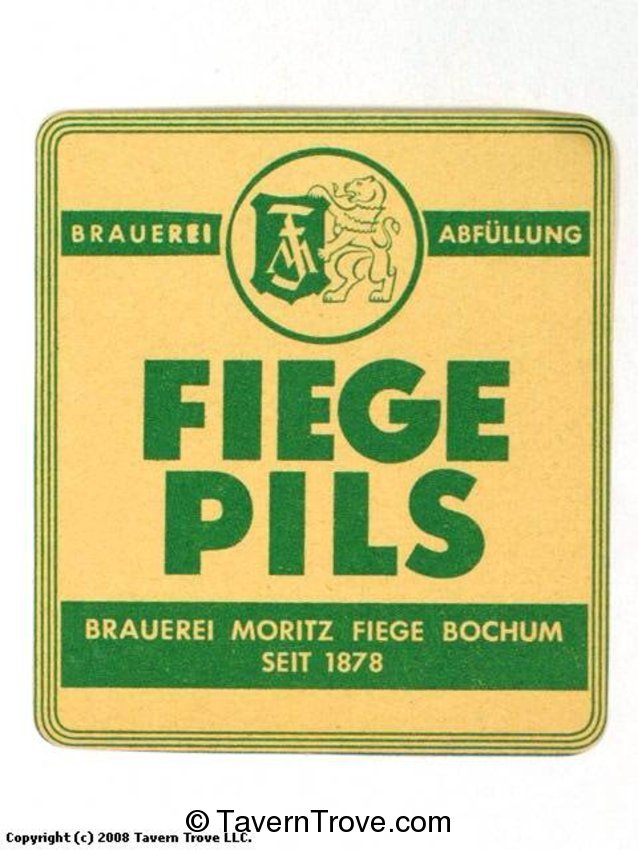 BRAUEREI ABFÜLLUNG
FIEGE
PILS
BRAUEREI MORITZ FIEGE BOCHUM
SEIT 1878
© TavernTrove.com
Copyright (c) 2008 Tavern Trove LLC.